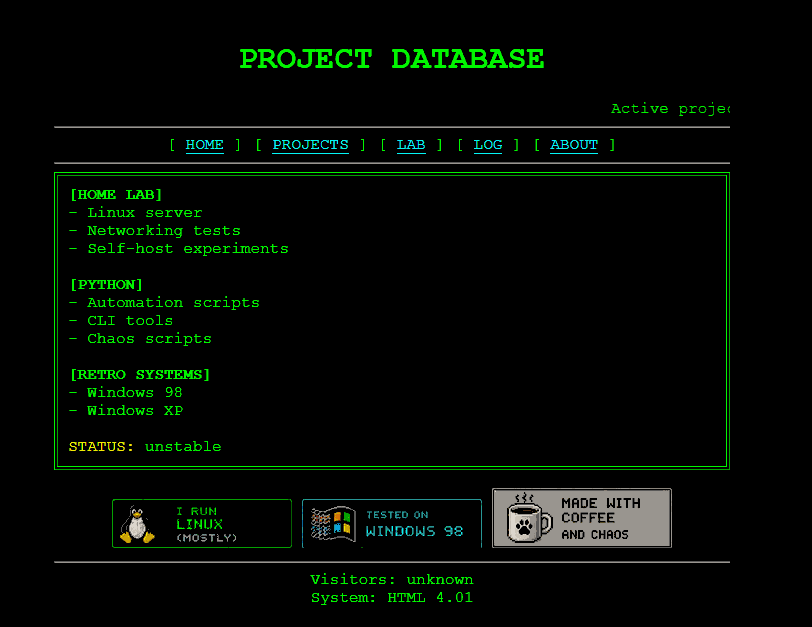 PROJECT DATABASE
Active projec
[ HOME ] [ PROJECTS ] [ LAB ] [ LOG ] [ ABOUT ]
[HOME LAB]
- Linux server
- Networking tests
- Self-host experiments
[PYTHON]
- Automation scripts
- CLI tools
- Chaos scripts
[RETRO SYSTEMS]
- Windows 98
- Windows XP
STATUS: unstable
I RUN
LINUX
(MOSTLY)
TESTED ON
WINDOWS 98
MADE WITH
COFFEE
AND CHAOS
Visitors: unknown
System: HTML 4.01